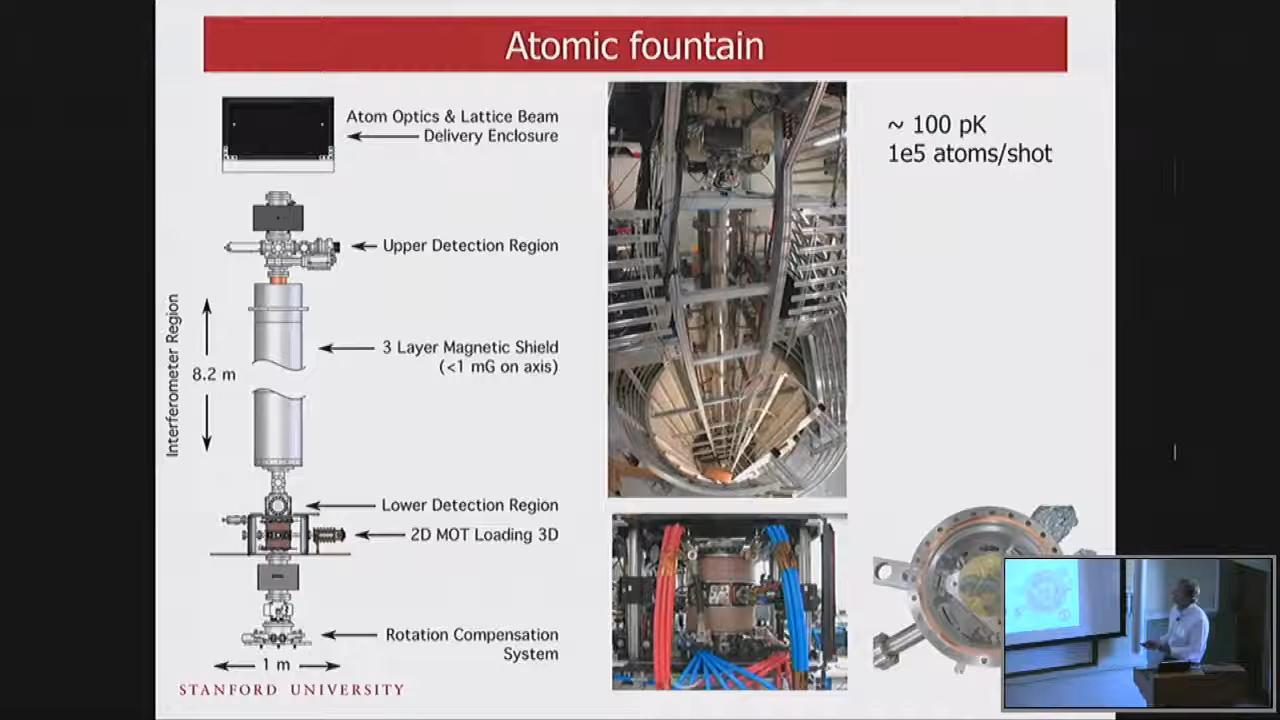 Atomic fountain
Atom Optics & Lattice Beam
Delivery Enclosure
Upper Detection Region
Interferometer Region
8.2 m
3 Layer Magnetic Shield
(<1 mG on axis)
Lower Detection Region
2D MOT Loading 3D
Rotation Compensation
System
1 m
STANFORD UNIVERSITY
~ 100 pK
1e5 atoms/shot